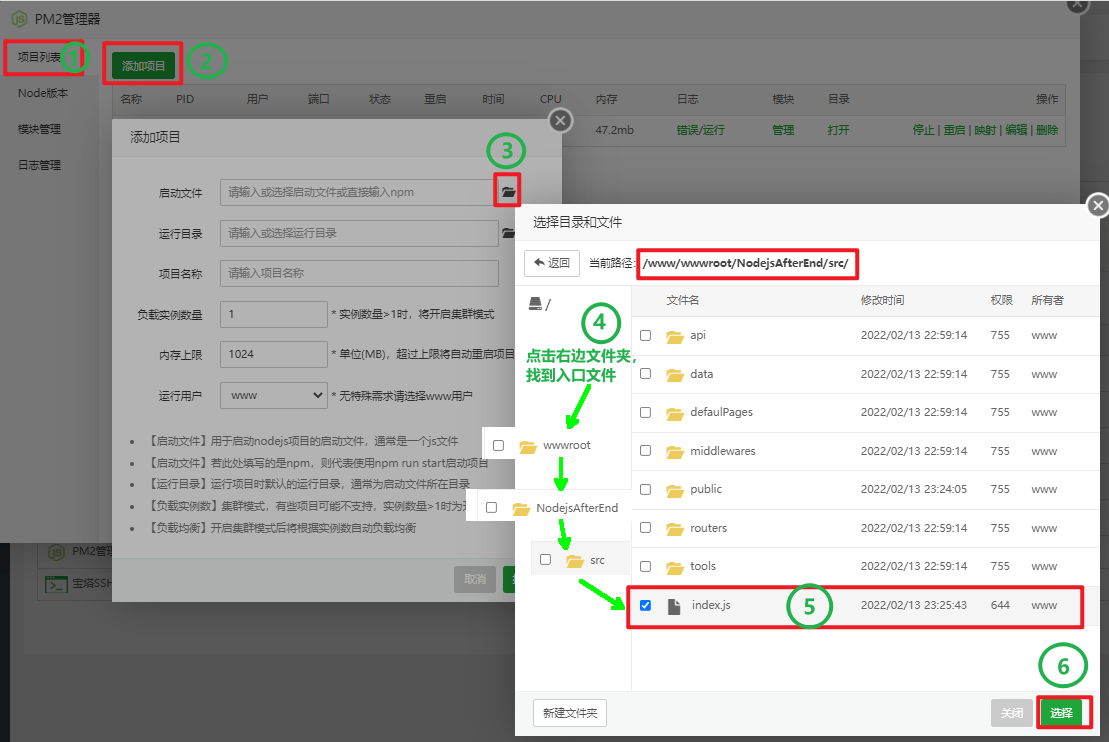 PM2管理器
项目列表
1
添加项目
2
Node版本
模块管理
日志管理
名称 PID 用户 端口 状态 重启 时间 CPU 内存 日志 模块 目录 操作
47.2mb 错误/运行 管理 打开 停止 | 重启 | 映射 | 编辑 | 删除
添加项目
3
启动文件 请输入或选择启动文件或直接输入npm
运行目录 请输入或选择运行目录
项目名称 请输入项目名称
负载实例数量 1 * 实例数量>1时，将开启集群模式
内存上限 1024 * 单位(MB)，超过上限将自动重启项目
运行用户 www * 无特殊需求请选择www用户
【启动文件】用于启动nodejs项目的启动文件，通常是一个js文件
【启动文件】若此处填写的是npm，则代表使用npm run start启动项目
【运行目录】运行项目时默认的运行目录，通常为启动文件所在目录
【负载实例数】集群模式，有些项目可能不支持，实例数量>1时为开
【负载均衡】开启集群模式后将根据实例数自动负载均衡
取消
PM2管理
宝塔SSH
选择目录和文件
返回 当前路径: /www/wwwroot/NodejsAfterEnd/src/
/
4
点击右边文件夹，
找到入口文件
wwwroot
NodejsAfterEnd
src
文件名 修改时间 权限 所有者
api 2022/02/13 22:59:14 755 www
data 2022/02/13 22:59:14 755 www
defaulPages 2022/02/13 22:59:14 755 www
middlewares 2022/02/13 22:59:14 755 www
public 2022/02/13 23:24:05 755 www
routers 2022/02/13 22:59:14 755 www
tools 2022/02/13 22:59:14 755 www
index.js 5 2022/02/13 23:25:43 644 www
6
新建文件夹 关闭 选择